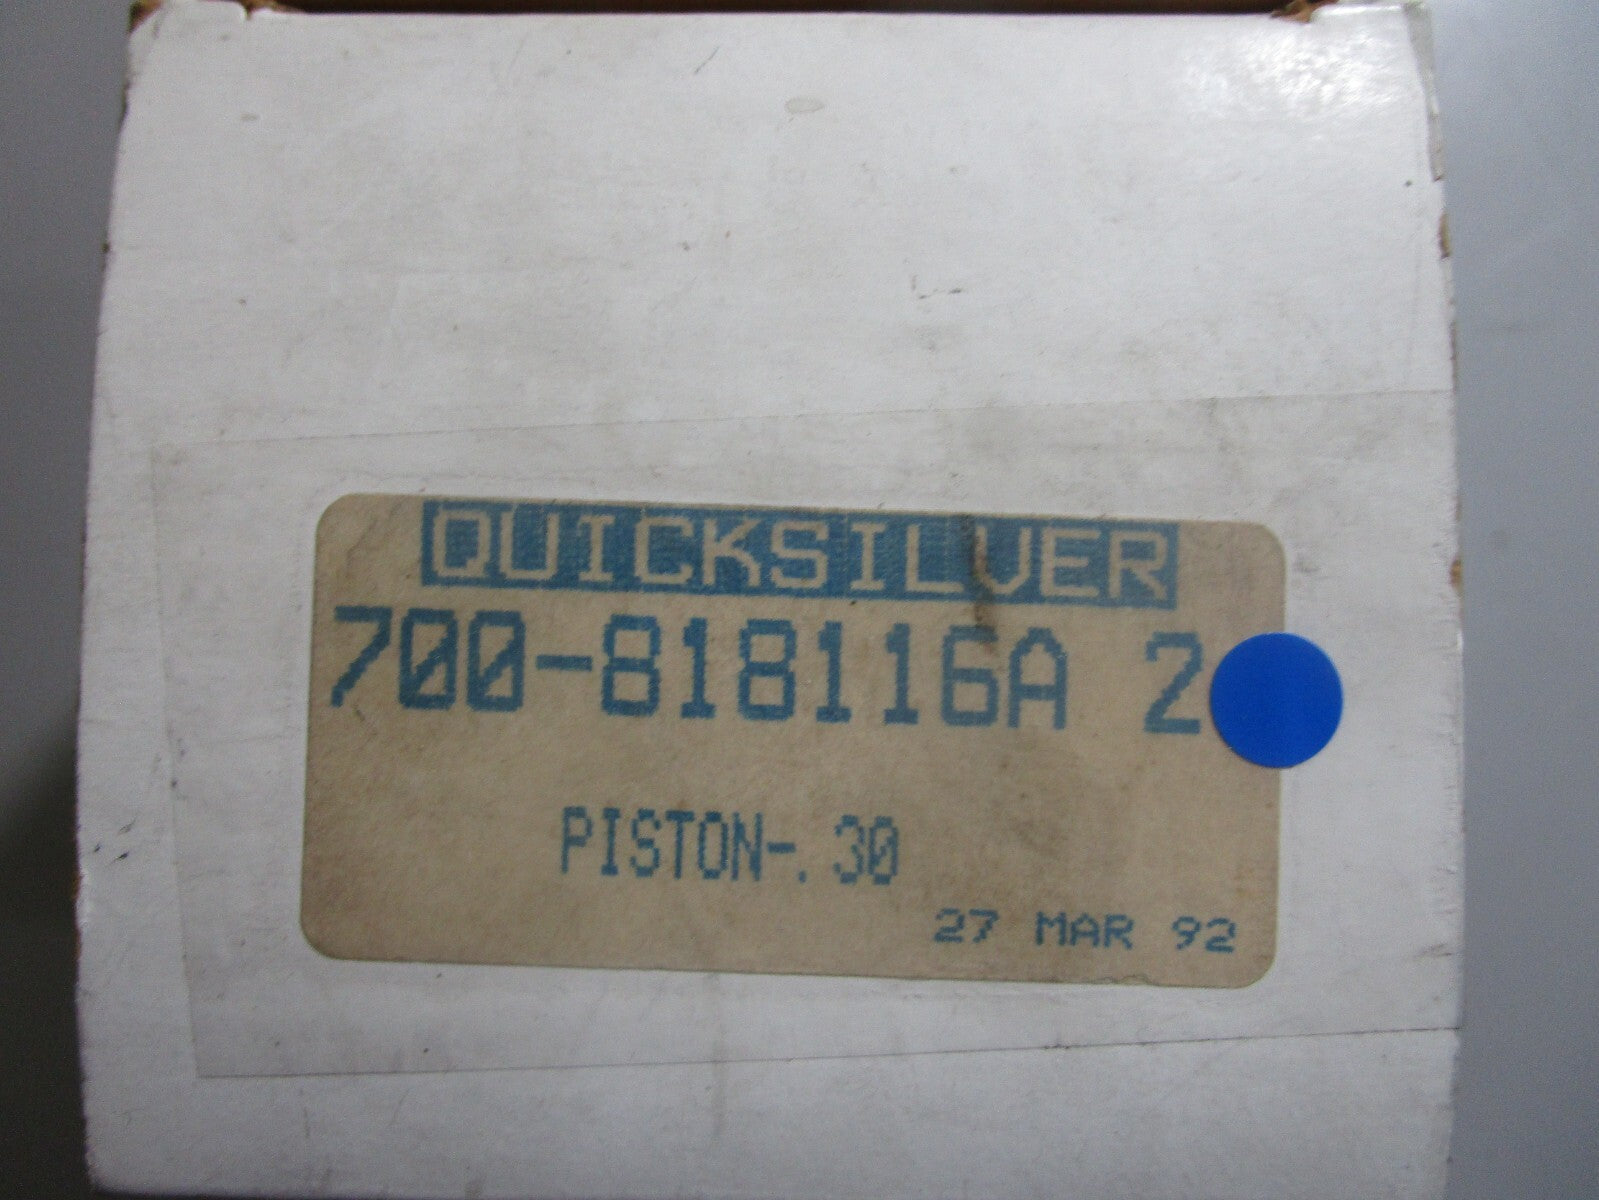 QUICKSILVER
700-818116A 2
PISTON-.30
27 MAR 92